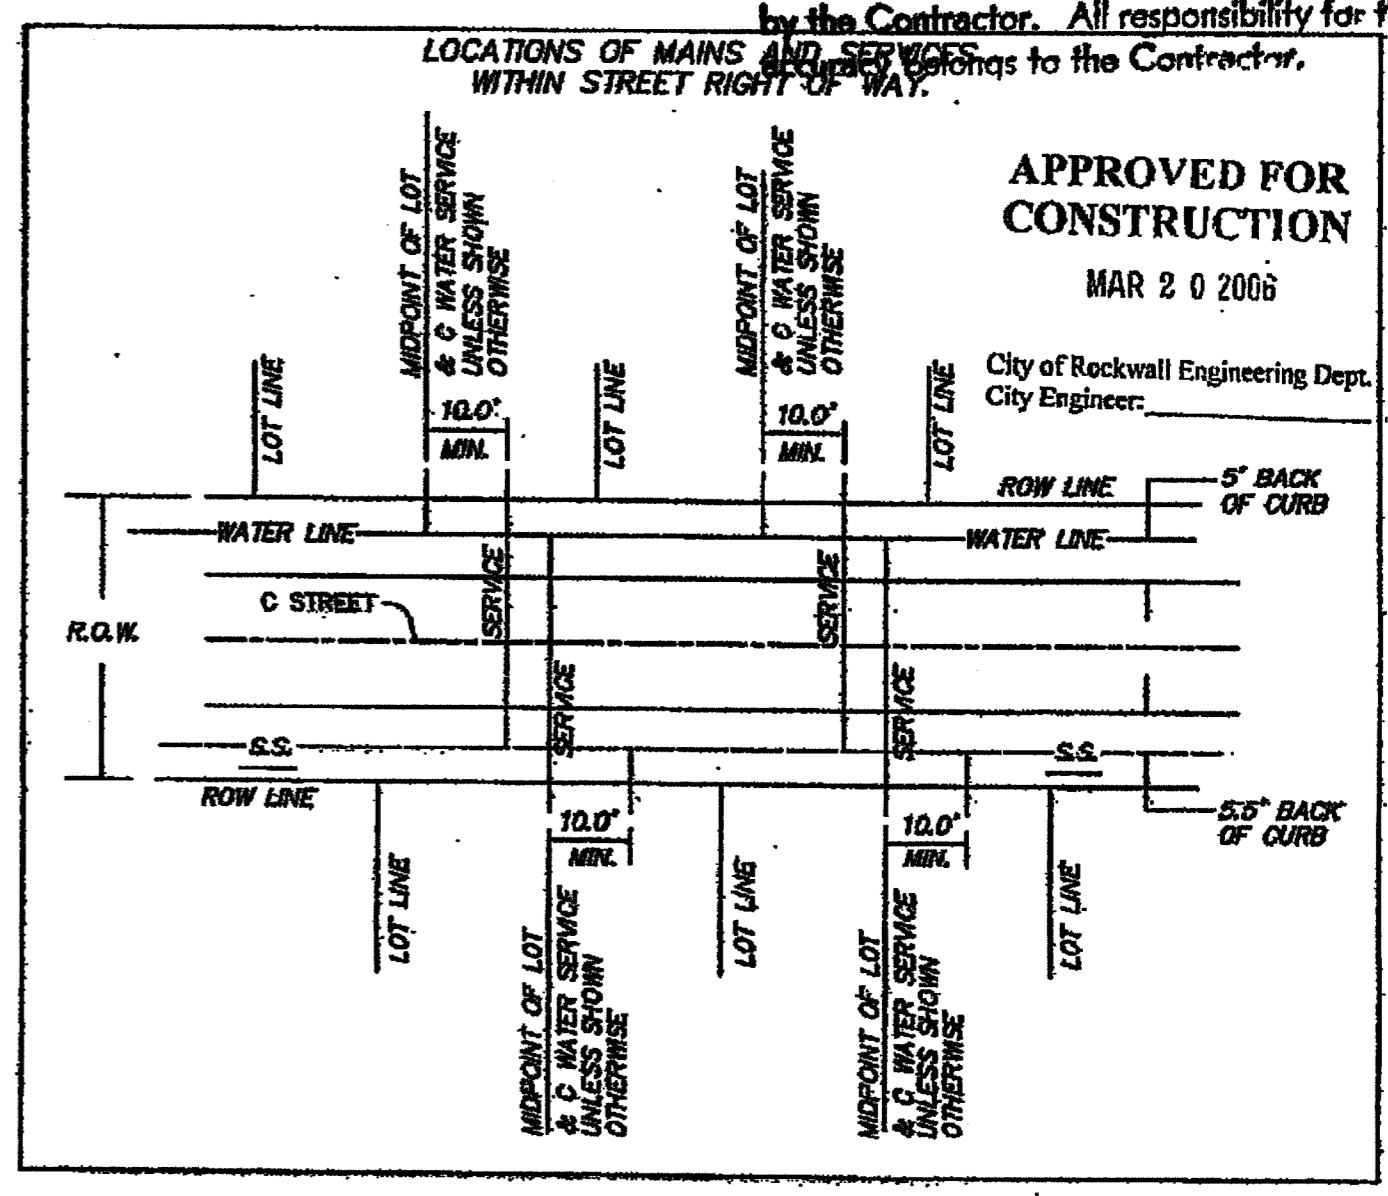 by the Contractor. All responsibility for
accuracy belongs to the Contractor.
LOCATIONS OF MAINS AND SERVICES
WITHIN STREET RIGHT OF WAY.
APPROVED FOR
CONSTRUCTION
MAR 20 2006
City of Rockwall Engineering Dept.
City Engineer:
MIDPOINT OF LOT
& C WATER SERVICE
UNLESS SHOWN
OTHERWISE
MIDPOINT OF LOT
& C WATER SERVICE
UNLESS SHOWN
OTHERWISE
LOT LINE
10.0'
MIN.
LOT LINE
10.0'
MIN.
LOT LINE
ROW LINE
5' BACK
OF CURB
WATER LINE
WATER LINE
SERVICE
SERVICE
C STREET
R.O.W.
SERVICE
SERVICE
S.S.
S.S.
ROW LINE
5.5' BACK
OF CURB
10.0'
MIN.
10.0'
MIN.
LOT LINE
LOT LINE
LOT LINE
MIDPOINT OF LOT
& C WATER SERVICE
UNLESS SHOWN
OTHERWISE
MIDPOINT OF LOT
& C WATER SERVICE
UNLESS SHOWN
OTHERWISE